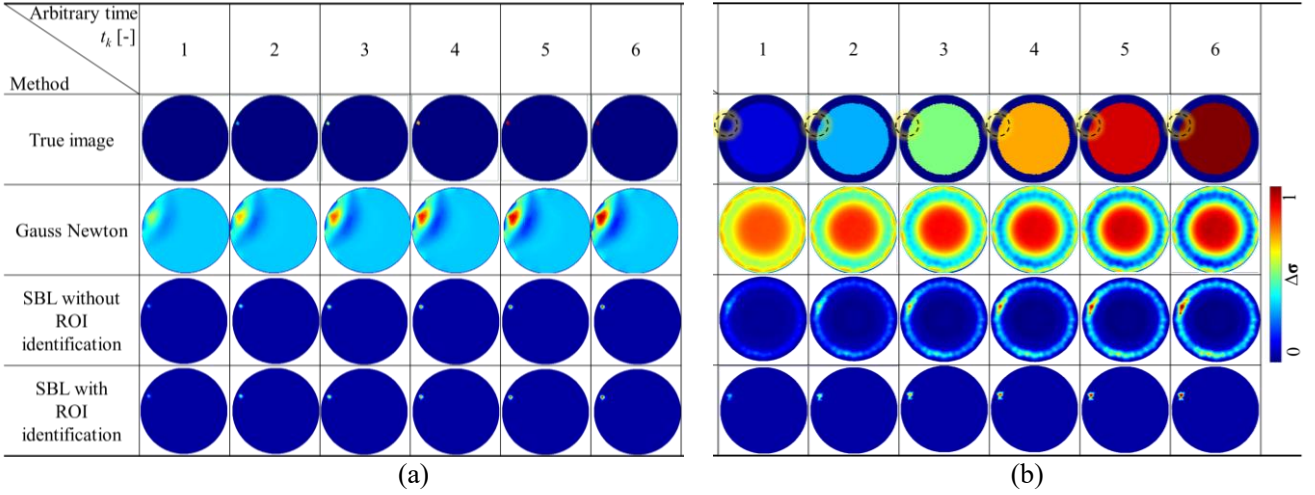 Arbitrary time
t_k [-]
Method
1 2 3 4 5 6
True image
Gauss Newton
SBL without
ROI
identification
SBL with
ROI
identification
(a)
1 2 3 4 5 6
1
Δσ
0
(b)